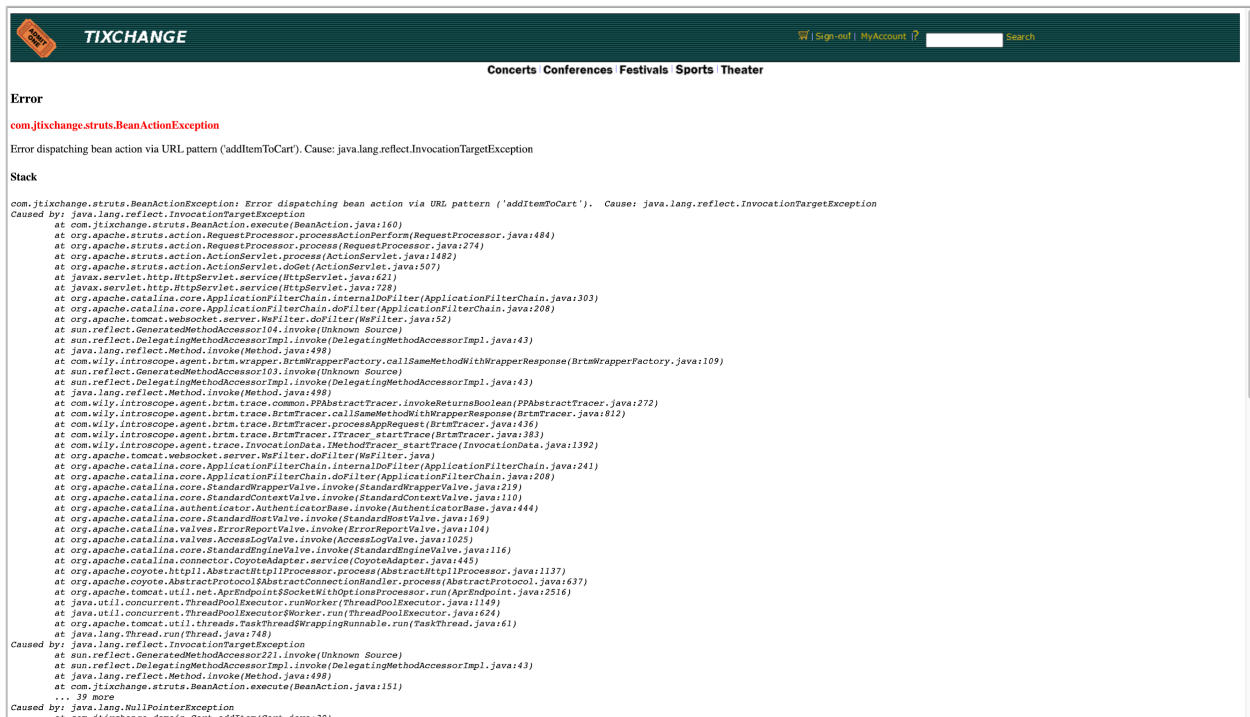 ADMIT ONE
TIXCHANGE
| Sign-out | MyAccount |? Search
Concerts | Conferences | Festivals | Sports | Theater
Error
com.jtixchange.struts.BeanActionException
Error dispatching bean action via URL pattern ('addItemToCart'). Cause: java.lang.reflect.InvocationTargetException
Stack
com.jtixchange.struts.BeanActionException: Error dispatching bean action via URL pattern ('addItemToCart').  Cause: java.lang.reflect.InvocationTargetException
Caused by: java.lang.reflect.InvocationTargetException
at com.jtixchange.struts.BeanAction.execute(BeanAction.java:160)
at org.apache.struts.action.RequestProcessor.processActionPerform(RequestProcessor.java:484)
at org.apache.struts.action.RequestProcessor.process(RequestProcessor.java:274)
at org.apache.struts.action.ActionServlet.process(ActionServlet.java:1482)
at org.apache.struts.action.ActionServlet.doGet(ActionServlet.java:507)
at javax.servlet.http.HttpServlet.service(HttpServlet.java:621)
at javax.servlet.http.HttpServlet.service(HttpServlet.java:728)
at org.apache.catalina.core.ApplicationFilterChain.internalDoFilter(ApplicationFilterChain.java:303)
at org.apache.catalina.core.ApplicationFilterChain.doFilter(ApplicationFilterChain.java:208)
at org.apache.tomcat.websocket.server.WsFilter.doFilter(WsFilter.java:52)
at sun.reflect.GeneratedMethodAccessor104.invoke(Unknown Source)
at sun.reflect.DelegatingMethodAccessorImpl.invoke(DelegatingMethodAccessorImpl.java:43)
at java.lang.reflect.Method.invoke(Method.java:498)
at com.wily.introscope.agent.brtm.wrapper.BrtmWrapperFactory.callSameMethodWithWrapperResponse(BrtmWrapperFactory.java:109)
at sun.reflect.GeneratedMethodAccessor103.invoke(Unknown Source)
at sun.reflect.DelegatingMethodAccessorImpl.invoke(DelegatingMethodAccessorImpl.java:43)
at java.lang.reflect.Method.invoke(Method.java:498)
at com.wily.introscope.agent.brtm.trace.common.PPAbstractTracer.invokeReturnsBoolean(PPAbstractTracer.java:272)
at com.wily.introscope.agent.brtm.trace.BrtmTracer.callSameMethodWithWrapperResponse(BrtmTracer.java:812)
at com.wily.introscope.agent.brtm.trace.BrtmTracer.processAppRequest(BrtmTracer.java:436)
at com.wily.introscope.agent.brtm.trace.BrtmTracer.ITracer_startTrace(BrtmTracer.java:383)
at com.wily.introscope.agent.trace.InvocationData.IMethodTracer_startTrace(InvocationData.java:1392)
at org.apache.tomcat.websocket.server.WsFilter.doFilter(WsFilter.java)
at org.apache.catalina.core.ApplicationFilterChain.internalDoFilter(ApplicationFilterChain.java:241)
at org.apache.catalina.core.ApplicationFilterChain.doFilter(ApplicationFilterChain.java:208)
at org.apache.catalina.core.StandardWrapperValve.invoke(StandardWrapperValve.java:219)
at org.apache.catalina.core.StandardContextValve.invoke(StandardContextValve.java:110)
at org.apache.catalina.authenticator.AuthenticatorBase.invoke(AuthenticatorBase.java:444)
at org.apache.catalina.core.StandardHostValve.invoke(StandardHostValve.java:169)
at org.apache.catalina.valves.ErrorReportValve.invoke(ErrorReportValve.java:104)
at org.apache.catalina.valves.AccessLogValve.invoke(AccessLogValve.java:1025)
at org.apache.catalina.core.StandardEngineValve.invoke(StandardEngineValve.java:116)
at org.apache.catalina.connector.CoyoteAdapter.service(CoyoteAdapter.java:445)
at org.apache.coyote.http11.AbstractHttp11Processor.process(AbstractHttp11Processor.java:1137)
at org.apache.coyote.AbstractProtocol$AbstractConnectionHandler.process(AbstractProtocol.java:637)
at org.apache.tomcat.util.net.AprEndpoint$SocketWithOptionsProcessor.run(AprEndpoint.java:2516)
at java.util.concurrent.ThreadPoolExecutor.runWorker(ThreadPoolExecutor.java:1149)
at java.util.concurrent.ThreadPoolExecutor$Worker.run(ThreadPoolExecutor.java:624)
at org.apache.tomcat.util.threads.TaskThread$WrappingRunnable.run(TaskThread.java:61)
at java.lang.Thread.run(Thread.java:748)
Caused by: java.lang.reflect.InvocationTargetException
at sun.reflect.GeneratedMethodAccessor221.invoke(Unknown Source)
at sun.reflect.DelegatingMethodAccessorImpl.invoke(DelegatingMethodAccessorImpl.java:43)
at java.lang.reflect.Method.invoke(Method.java:498)
at com.jtixchange.struts.BeanAction.execute(BeanAction.java:151)
... 39 more
Caused by: java.lang.NullPointerException